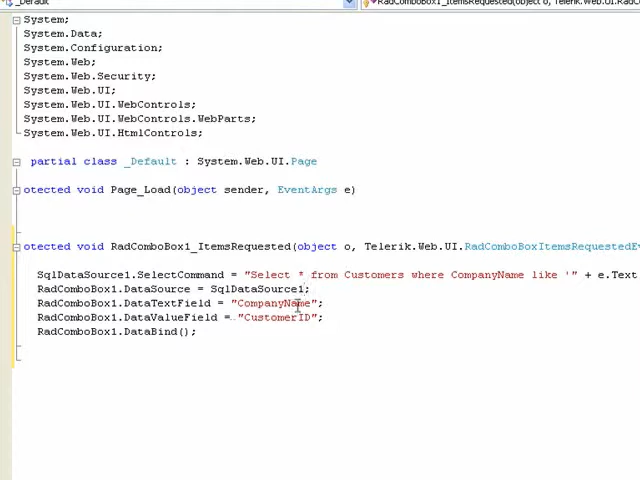 _Default
RadComboBox1_ItemsRequested(object o, Telerik.Web.UI.RadCo
System;
System.Data;
System.Configuration;
System.Web;
System.Web.Security;
System.Web.UI;
System.Web.UI.WebControls;
System.Web.UI.WebControls.WebParts;
System.Web.UI.HtmlControls;
partial class _Default : System.Web.UI.Page
otected void Page_Load(object sender, EventArgs e)
otected void RadComboBox1_ItemsRequested(object o, Telerik.Web.UI.RadComboBoxItemsRequestedE
SqlDataSource1.SelectCommand = "Select * from Customers where CompanyName like '" + e.Text
RadComboBox1.DataSource = SqlDataSource1;
RadComboBox1.DataTextField = "CompanyName";
RadComboBox1.DataValueField = "CustomerID";
RadComboBox1.DataBind();